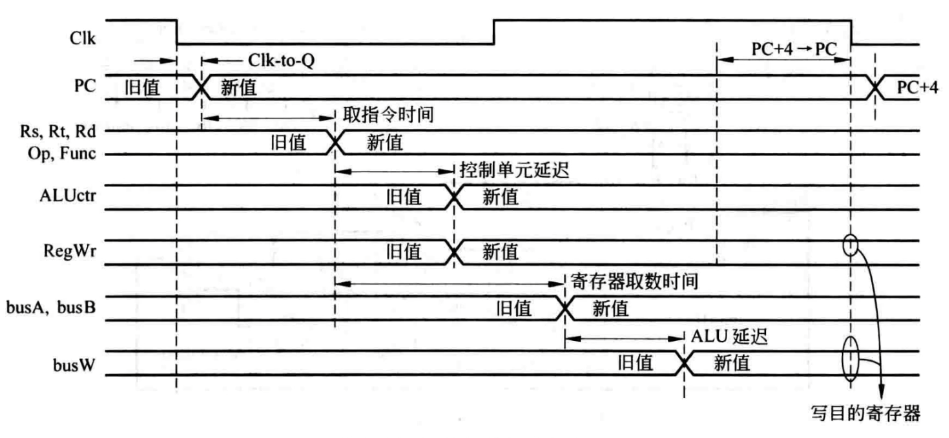 Clk
PC+4→PC
Clk-to-Q
PC 旧值 新值 PC+4
取指令时间
Rs, Rt, Rd
Op, Func 旧值 新值
控制单元延迟
ALUctr 旧值 新值
RegWr 旧值 新值
寄存器取数时间
busA, busB 旧值 新值
ALU 延迟
busW 旧值 新值
写目的寄存器